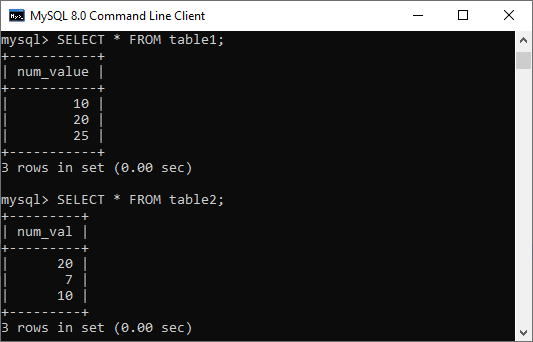 MySQL 8.0 Command Line Client
mysql> SELECT * FROM table1;
+-----------+
| num_value |
+-----------+
|        10 |
|        20 |
|        25 |
+-----------+
3 rows in set (0.00 sec)
mysql> SELECT * FROM table2;
+---------+
| num_val |
+---------+
|      20 |
|       7 |
|      10 |
+---------+
3 rows in set (0.00 sec)